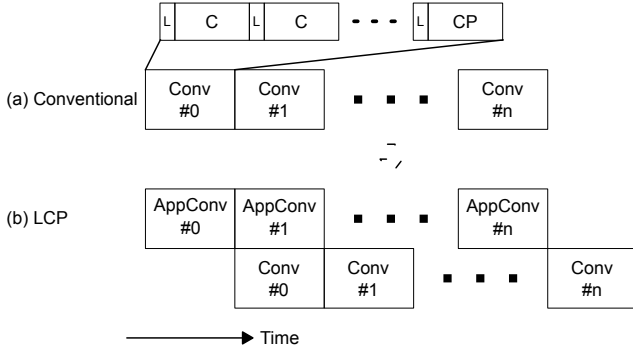 L C L C L CP
(a) Conventional
Conv #0
Conv #1
Conv #n
(b) LCP
AppConv #0
AppConv #1
AppConv #n
Conv #0
Conv #1
Conv #n
Time